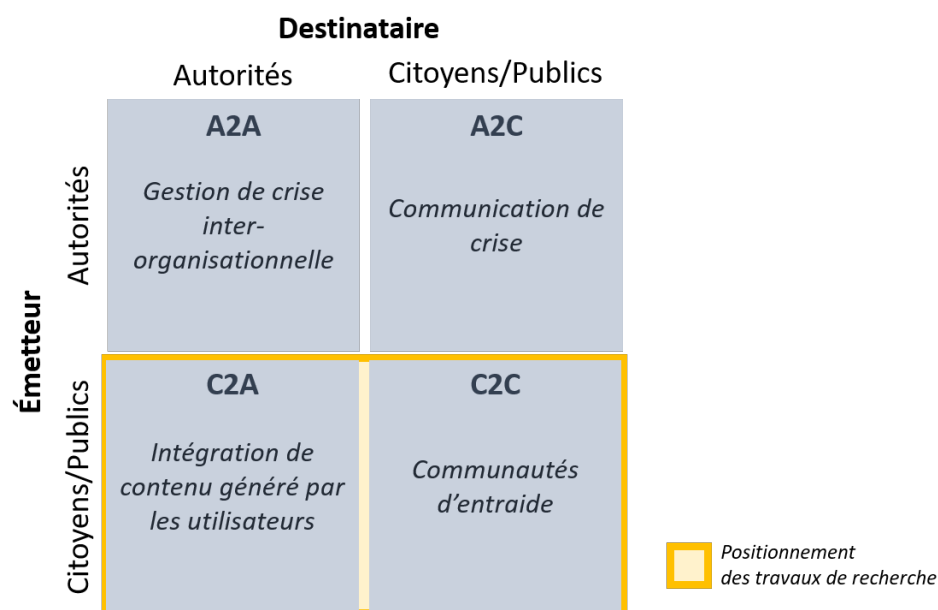 Destinataire
Autorités
Citoyens/Publics
Émetteur
Autorités
A2A
Gestion de crise
inter-
organisationnelle
A2C
Communication de
crise
Citoyens/Publics
C2A
Intégration de
contenu généré par
les utilisateurs
C2C
Communautés
d'entraide
Positionnement
des travaux de recherche